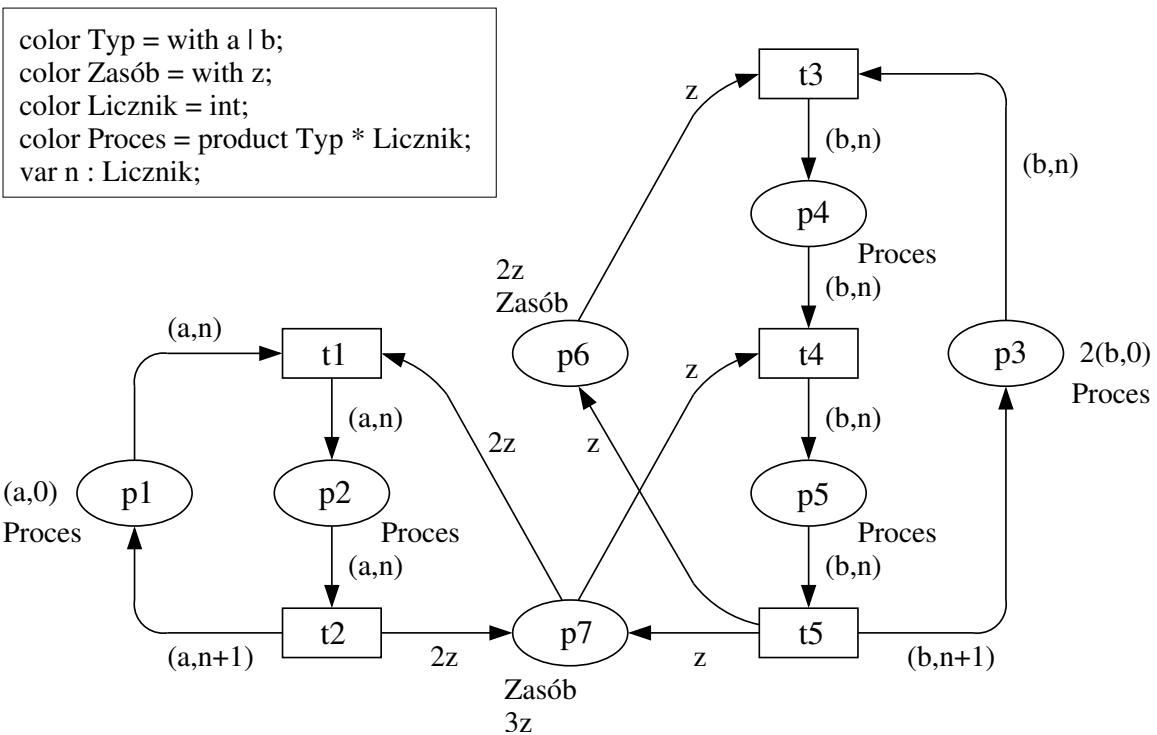 color Typ = with a | b;
color Zasób = with z;
color Licznik = int;
color Proces = product Typ * Licznik;
var n : Licznik;
t3
z
(b,n)
(b,n)
p4
Proces
2z
Zasób
(b,n)
(a,n)
t1
p6
t4
p3
2(b,0)
Proces
z
(a,n)
2z
z
(b,n)
(a,0)
Proces
p1
p2
Proces
p5
Proces
(a,n)
(b,n)
t2
p7
t5
(a,n+1)
2z
z
(b,n+1)
Zasób
3z